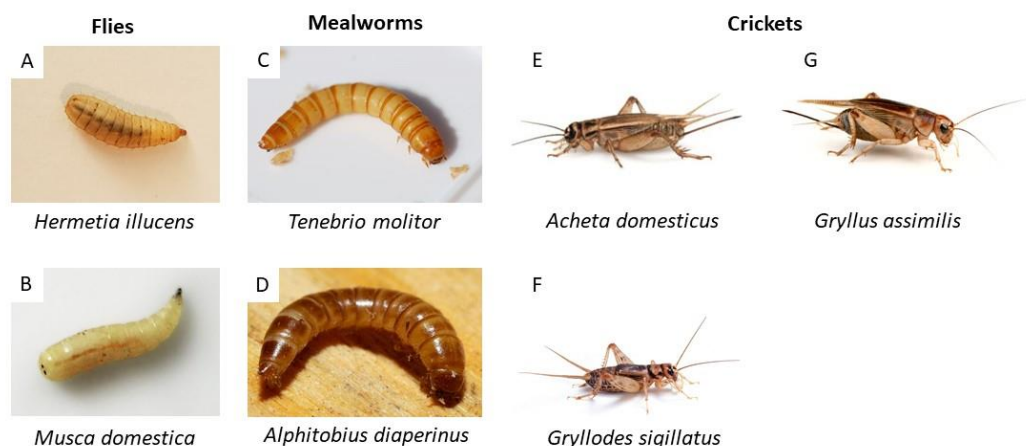 Flies
Mealworms
Crickets
A
C
E
G
Hermetia illucens
Tenebrio molitor
Acheta domesticus
Gryllus assimilis
B
D
F
Musca domestica
Alphitobius diaperinus
Gryllodes sigillatus